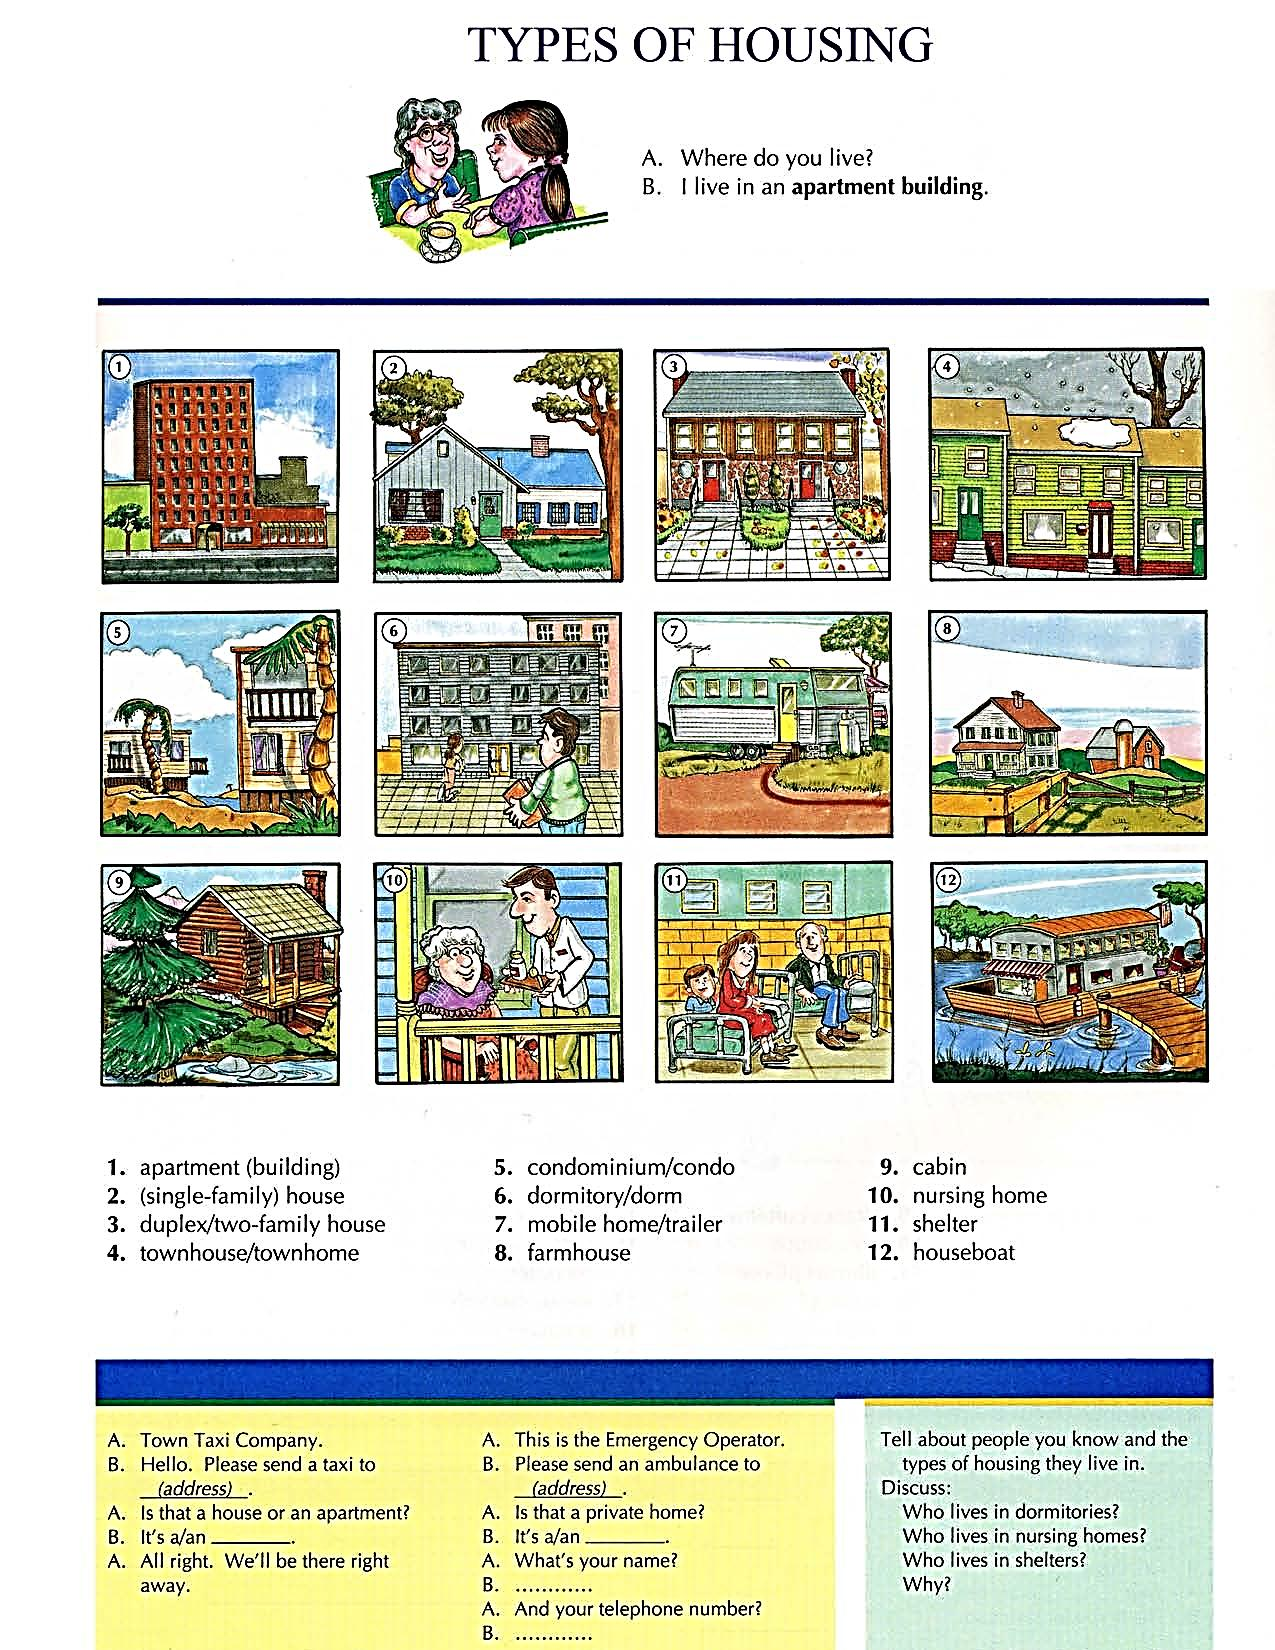 TYPES OF HOUSING
A. Where do you live?
B. I live in an apartment building.
1
2
3
4
5
6
7
8
9
10
11
12
1. apartment (building)
2. (single-family) house
3. duplex/two-family house
4. townhouse/townhome
5. condominium/condo
6. dormitory/dorm
7. mobile home/trailer
8. farmhouse
9. cabin
10. nursing home
11. shelter
12. houseboat
A. Town Taxi Company.
B. Hello. Please send a taxi to
(address) .
A. Is that a house or an apartment?
B. It's a/an ________.
A. All right. We'll be there right
away.
A. This is the Emergency Operator.
B. Please send an ambulance to
(address) .
A. Is that a private home?
B. It's a/an ________.
A. What's your name?
B. ............
A. And your telephone number?
B. ............
Tell about people you know and the
types of housing they live in.
Discuss:
Who lives in dormitories?
Who lives in nursing homes?
Who lives in shelters?
Why?